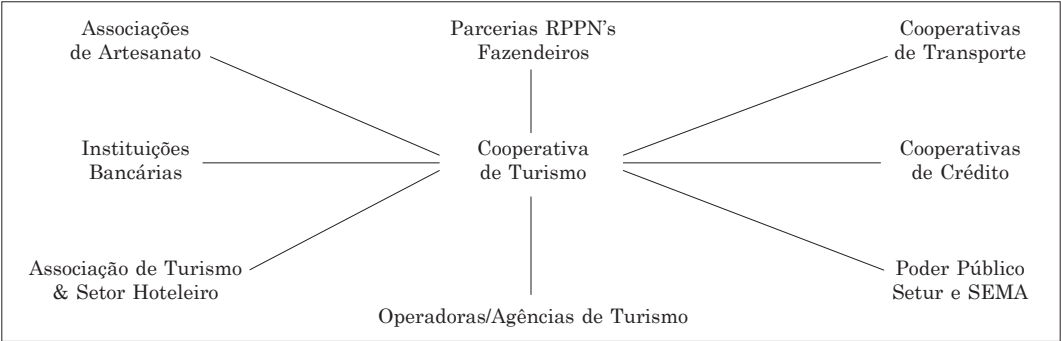 Associações
de Artesanato
Parcerias RPPN's
Fazendeiros
Cooperativas
de Transporte
Instituições
Bancárias
Cooperativa
de Turismo
Cooperativas
de Crédito
Associação de Turismo
& Setor Hoteleiro
Operadoras/Agências de Turismo
Poder Público
Setur e SEMA